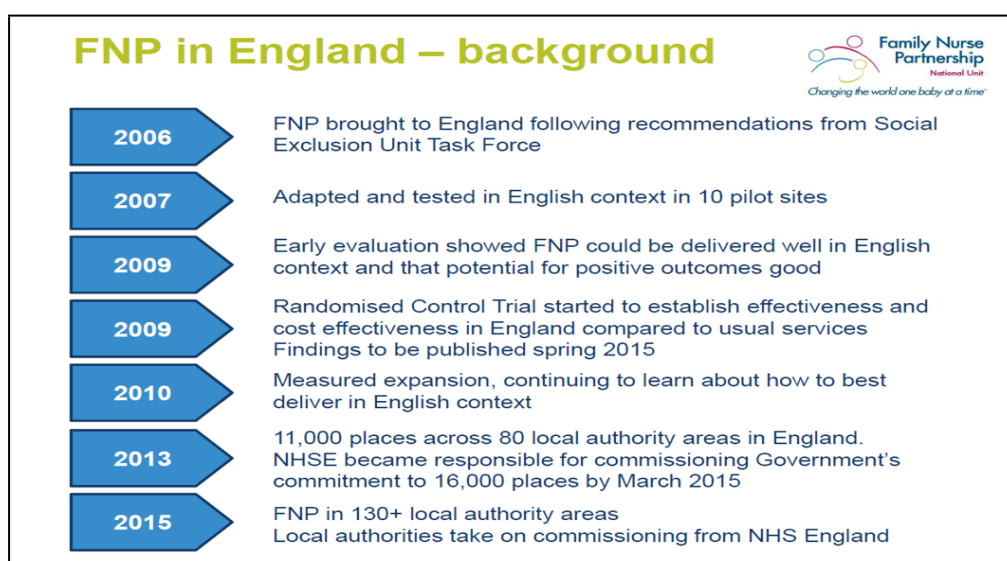 FNP in England – background
Family Nurse
Partnership
National Unit
Changing the world one baby at a time
2006
FNP brought to England following recommendations from Social
Exclusion Unit Task Force
2007
Adapted and tested in English context in 10 pilot sites
2009
Early evaluation showed FNP could be delivered well in English
context and that potential for positive outcomes good
2009
Randomised Control Trial started to establish effectiveness and
cost effectiveness in England compared to usual services
Findings to be published spring 2015
2010
Measured expansion, continuing to learn about how to best
deliver in English context
2013
11,000 places across 80 local authority areas in England.
NHSE became responsible for commissioning Government’s
commitment to 16,000 places by March 2015
2015
FNP in 130+ local authority areas
Local authorities take on commissioning from NHS England